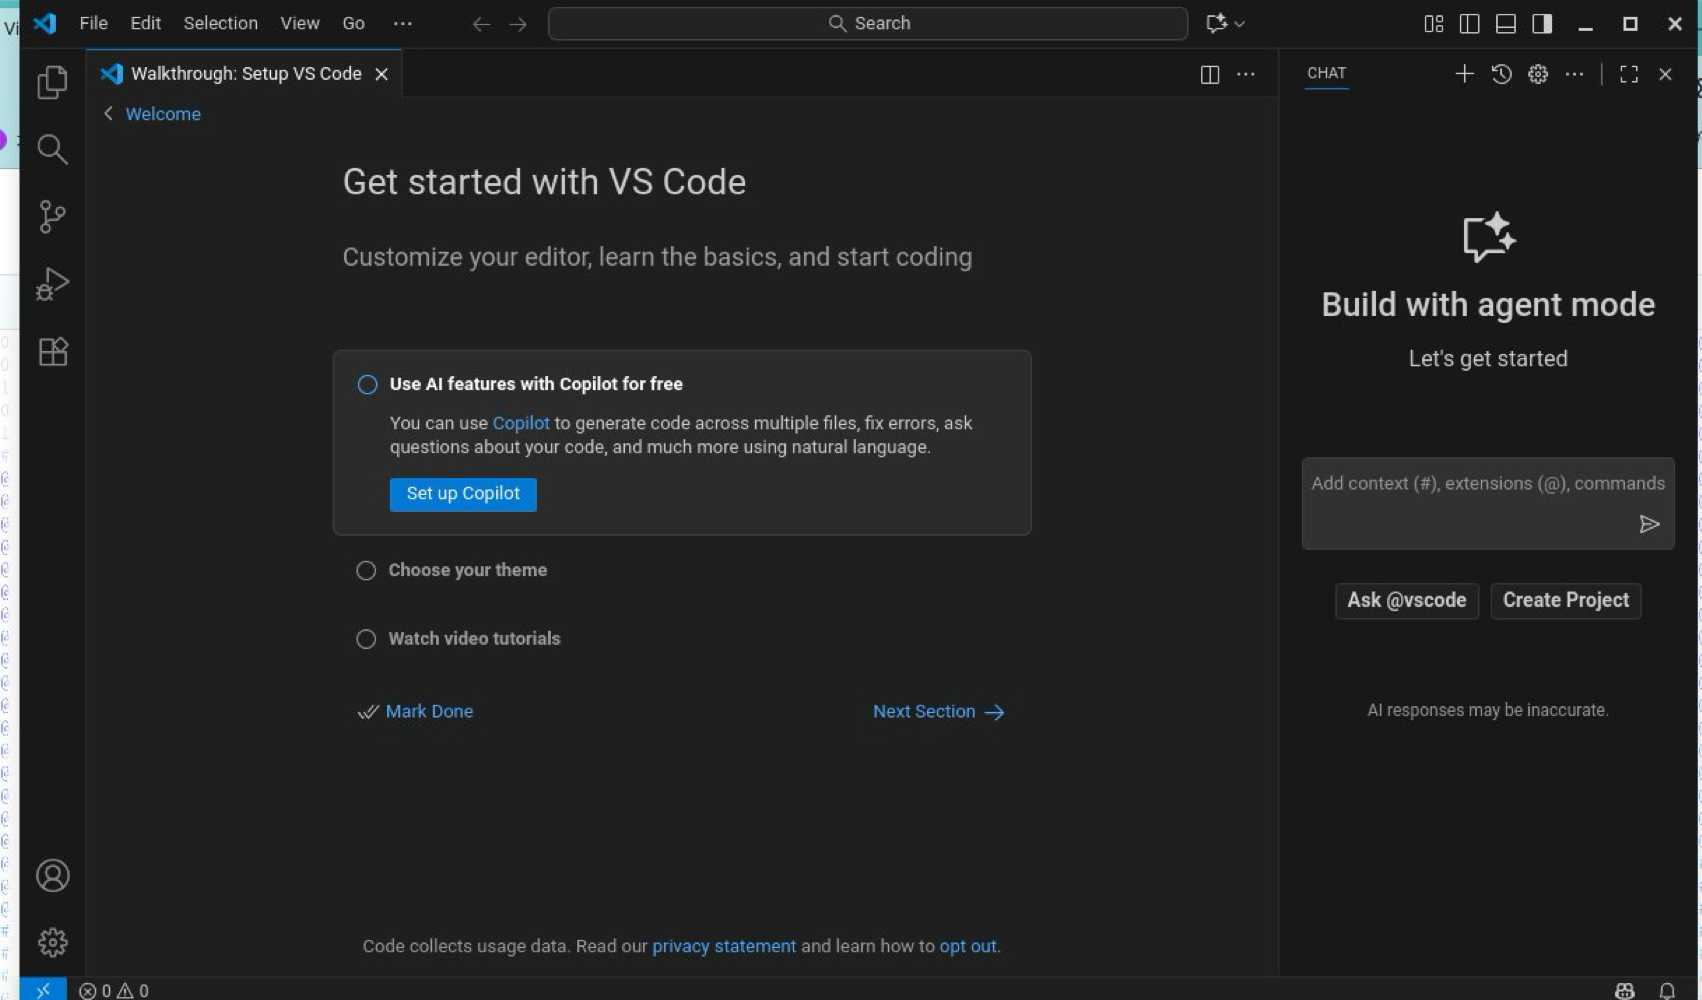 File Edit Selection View Go ···
Search
Walkthrough: Setup VS Code
CHAT
Welcome
Get started with VS Code
Customize your editor, learn the basics, and start coding
Use AI features with Copilot for free
You can use Copilot to generate code across multiple files, fix errors, ask
questions about your code, and much more using natural language.
Set up Copilot
Choose your theme
Watch video tutorials
Mark Done
Next Section
Code collects usage data. Read our privacy statement and learn how to opt out.
Build with agent mode
Let's get started
Add context (#), extensions (@), commands
Ask @vscode Create Project
AI responses may be inaccurate.
0 0